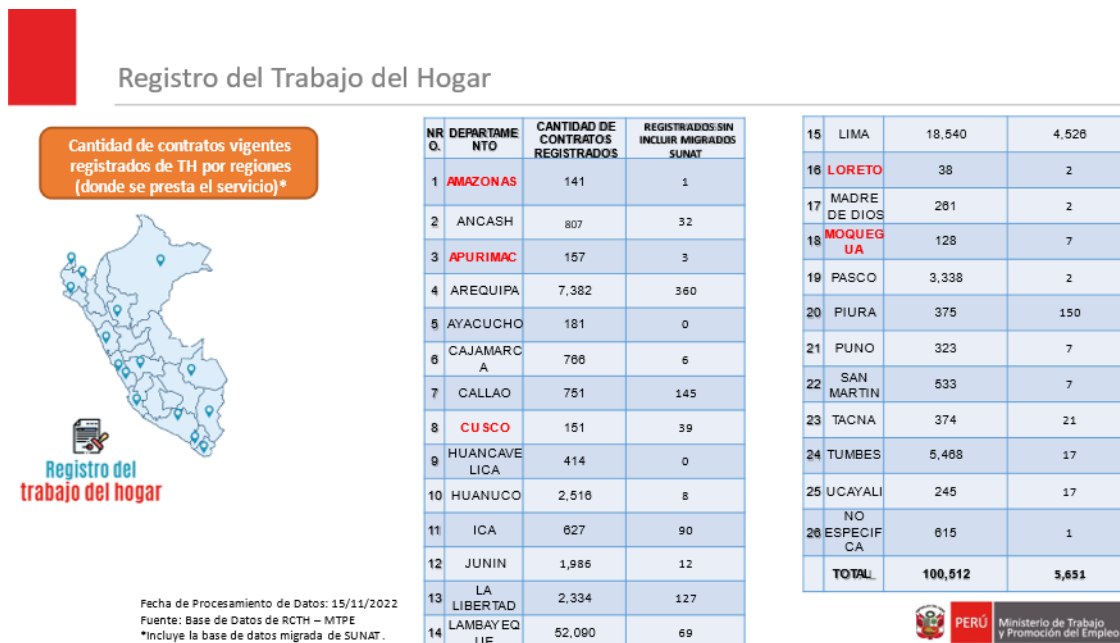 Registro del Trabajo del Hogar
Cantidad de contratos vigentes
registrados de TH por regiones
(donde se presta el servicio)*
Registro del
trabajo del hogar
Fecha de Procesamiento de Datos: 15/11/2022
Fuente: Base de Datos de RCTH – MTPE
*Incluye la base de datos migrada de SUNAT.
NR DEPARTAME CANTIDAD DE REGISTRADOS SIN
O. NTO CONTRATOS INCLUIR MIGRADOS
REGISTRADOS SUNAT
1 AMAZONAS 141 1
2 ANCASH 807 32
3 APURIMAC 157 3
4 AREQUIPA 7,382 360
5 AYACUCHO 181 0
6 CAJAMARC
A 766 6
7 CALLAO 751 145
8 CUSCO 151 39
9 HUANCAVE
LICA 414 0
10 HUANUCO 2,516 8
11 ICA 627 90
12 JUNIN 1,986 12
13 LA
LIBERTAD 2,334 127
14 LAMBAYEQ
UE 52,090 69
15 LIMA 18,540 4,526
16 LORETO 38 2
17 MADRE
DE DIOS 261 2
18 MOQUEG
UA 128 7
19 PASCO 3,338 2
20 PIURA 375 150
21 PUNO 323 7
22 SAN
MARTIN 533 7
23 TACNA 374 21
24 TUMBES 5,468 17
25 UCAYALI 245 17
26 NO
ESPECIF
CA 615 1
TOTAL 100,512 5,651
PERÚ
Ministerio de Trabajo
y Promoción del Empleo